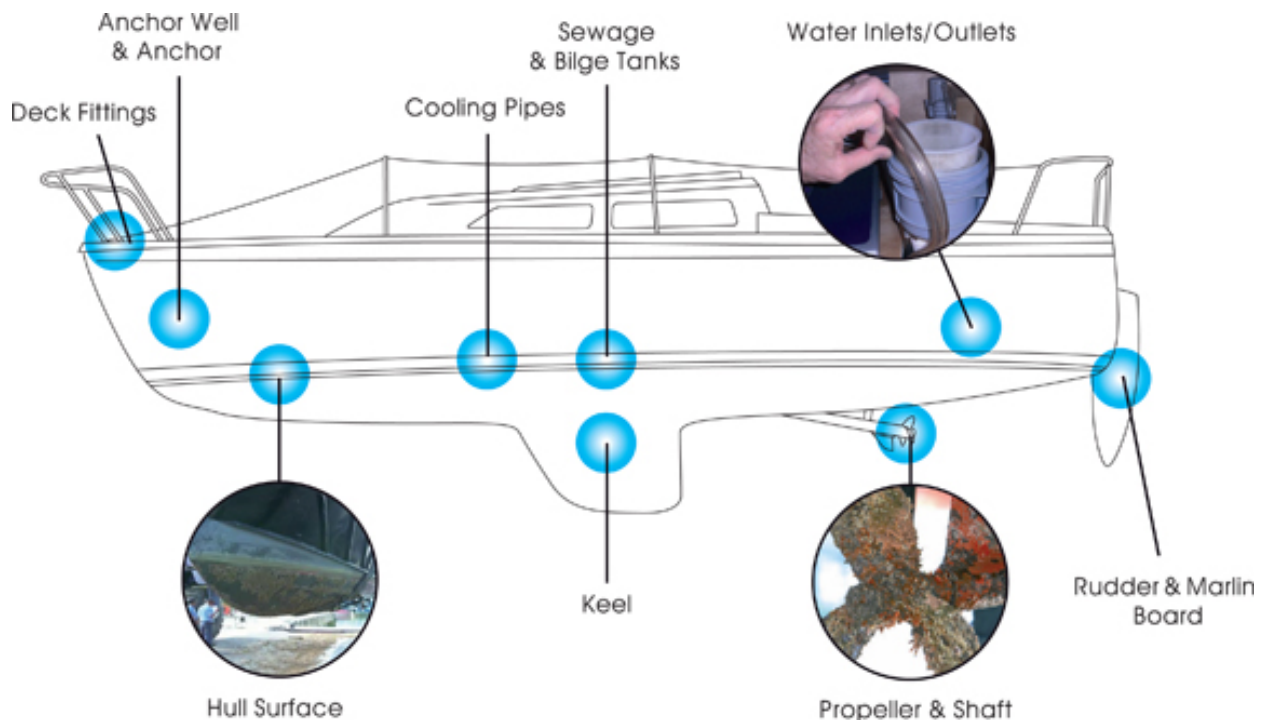 Anchor Well
& Anchor
Sewage
& Bilge Tanks
Water Inlets/Outlets
Deck Fittings
Cooling Pipes
Keel
Rudder & Marlin
Board
Hull Surface
Propeller & Shaft